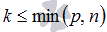 k ≤ min(p, n)